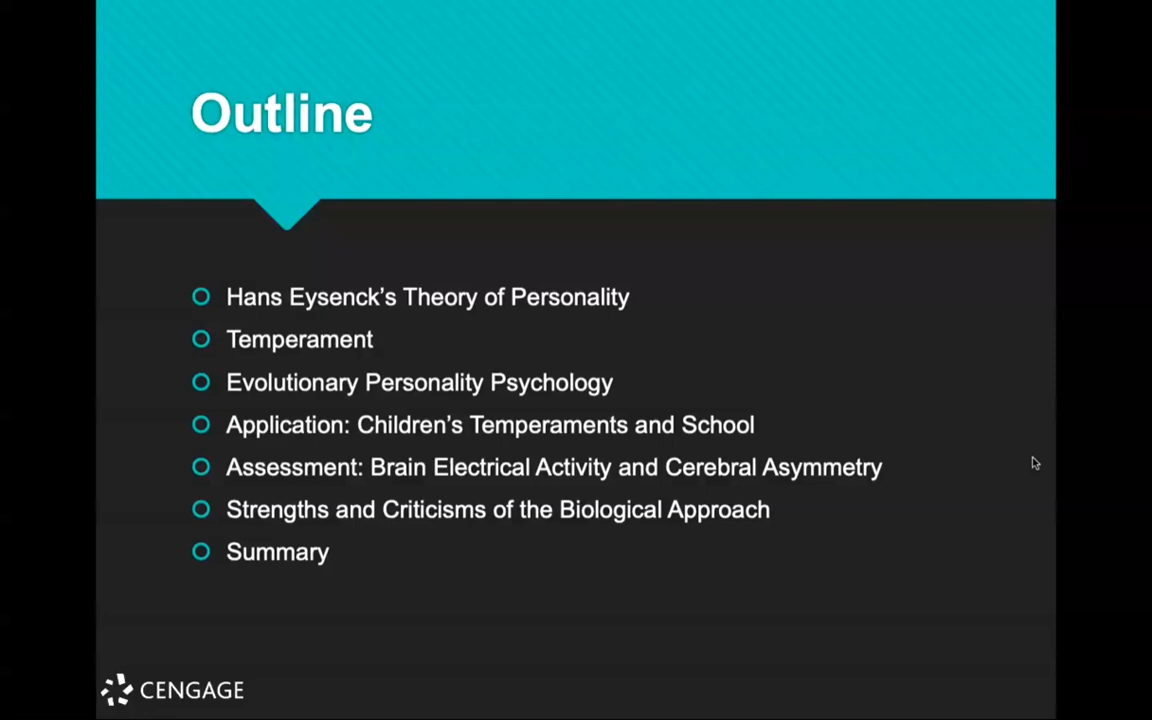 Outline
Hans Eysenck’s Theory of Personality
Temperament
Evolutionary Personality Psychology
Application: Children’s Temperaments and School
Assessment: Brain Electrical Activity and Cerebral Asymmetry
Strengths and Criticisms of the Biological Approach
Summary
CENGAGE